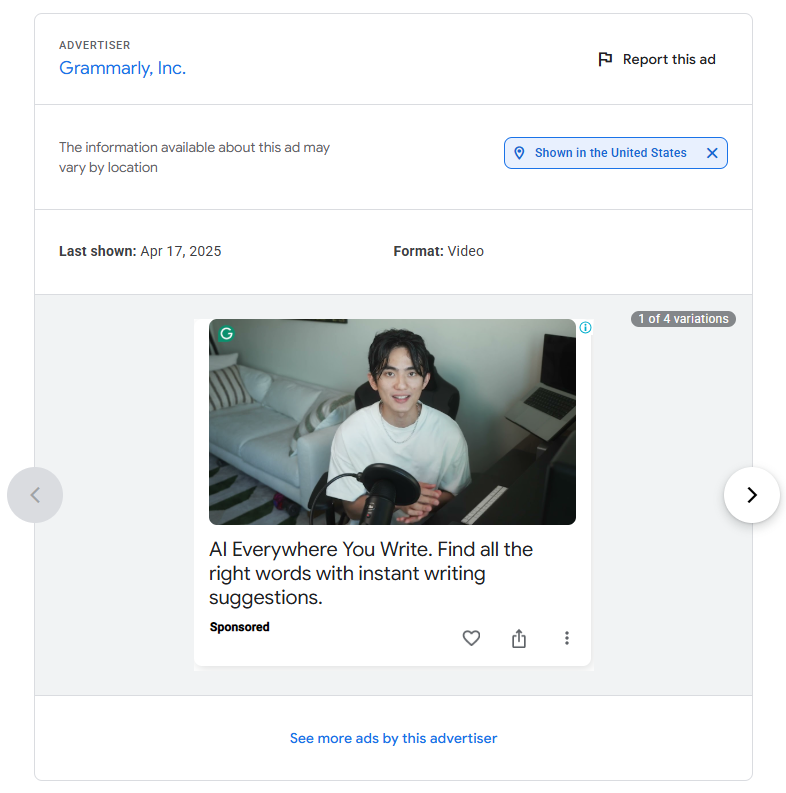 ADVERTISER
Grammarly, Inc.
Report this ad
The information available about this ad may
vary by location
Shown in the United States
Last shown: Apr 17, 2025
Format: Video
G
1 of 4 variations
AI Everywhere You Write. Find all the
right words with instant writing
suggestions.
Sponsored
See more ads by this advertiser